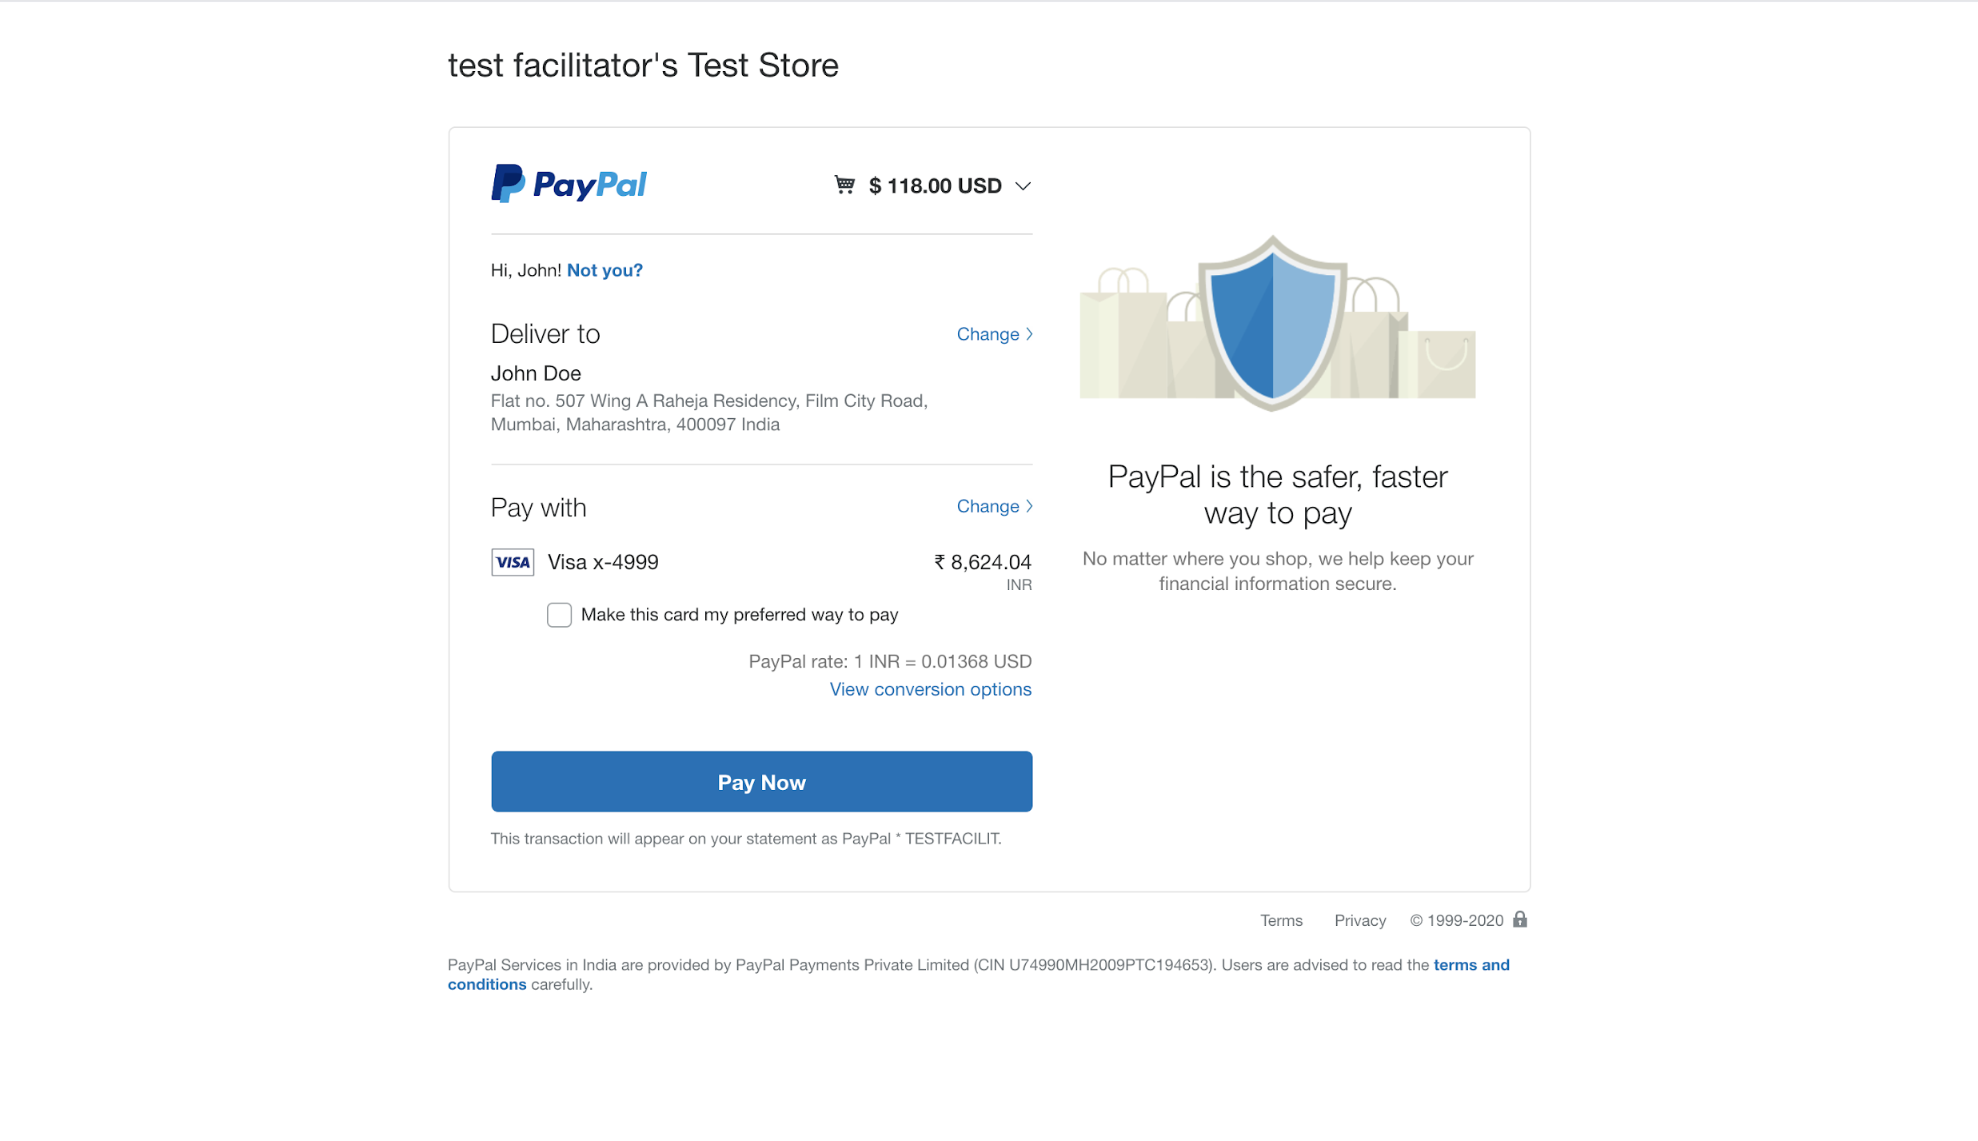 test facilitator's Test Store
PayPal
$ 118.00 USD
Hi, John! Not you?
Deliver to
Change
John Doe
Flat no. 507 Wing A Raheja Residency, Film City Road,
Mumbai, Maharashtra, 400097 India
Pay with
Change
VISA Visa x-4999
₹ 8,624.04
INR
Make this card my preferred way to pay
PayPal rate: 1 INR = 0.01368 USD
View conversion options
Pay Now
This transaction will appear on your statement as PayPal * TESTFACILIT.
PayPal is the safer, faster
way to pay
No matter where you shop, we help keep your
financial information secure.
Terms Privacy © 1999-2020
PayPal Services in India are provided by PayPal Payments Private Limited (CIN U74990MH2009PTC194653). Users are advised to read the terms and
conditions carefully.